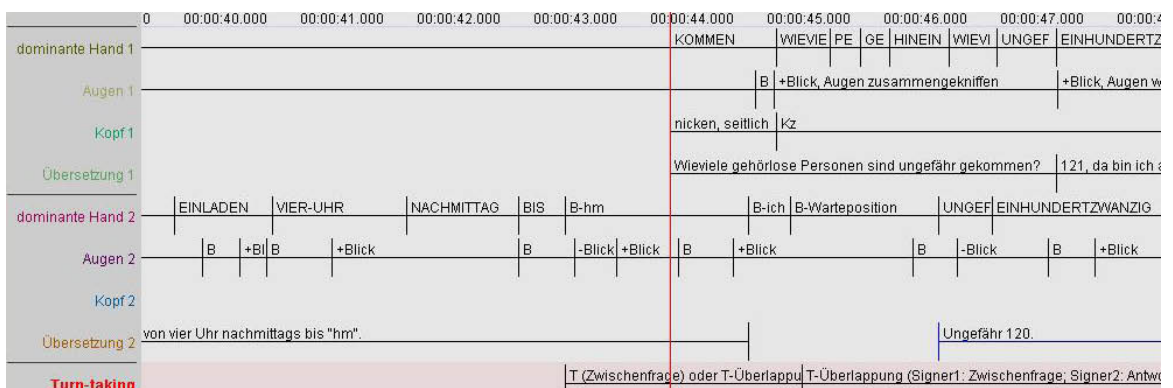 0 00:00:40.000 00:00:41.000 00:00:42.000 00:00:43.000 00:00:44.000 00:00:45.000 00:00:46.000 00:00:47.000 00:00:4
dominante Hand 1 KOMMEN WIEVIE PE GE HINEIN WIEVI UNGEF EINHUNDERTZ
Augen 1 B +Blick, Augen zusammengekniffen +Blick, Augen w
Kopf 1 nicken, seitlich Kz
Übersetzung 1 Wieviele gehörlose Personen sind ungefähr gekommen? 121, da bin ich a
dominante Hand 2 EINLADEN VIER-UHR NACHMITTAG BIS B-hm B-ich B-Warteposition UNGEF EINHUNDERTZWANZIG
Augen 2 B +Bl B +Blick B -Blick +Blick B +Blick B -Blick B +Blick
Kopf 2
Übersetzung 2 von vier Uhr nachmittags bis "hm". Ungefähr 120.
Turn-taking T (Zwischenfrage) oder T-Überlappu T-Überlappung (Signer1: Zwischenfrage; Signer2: Antwo